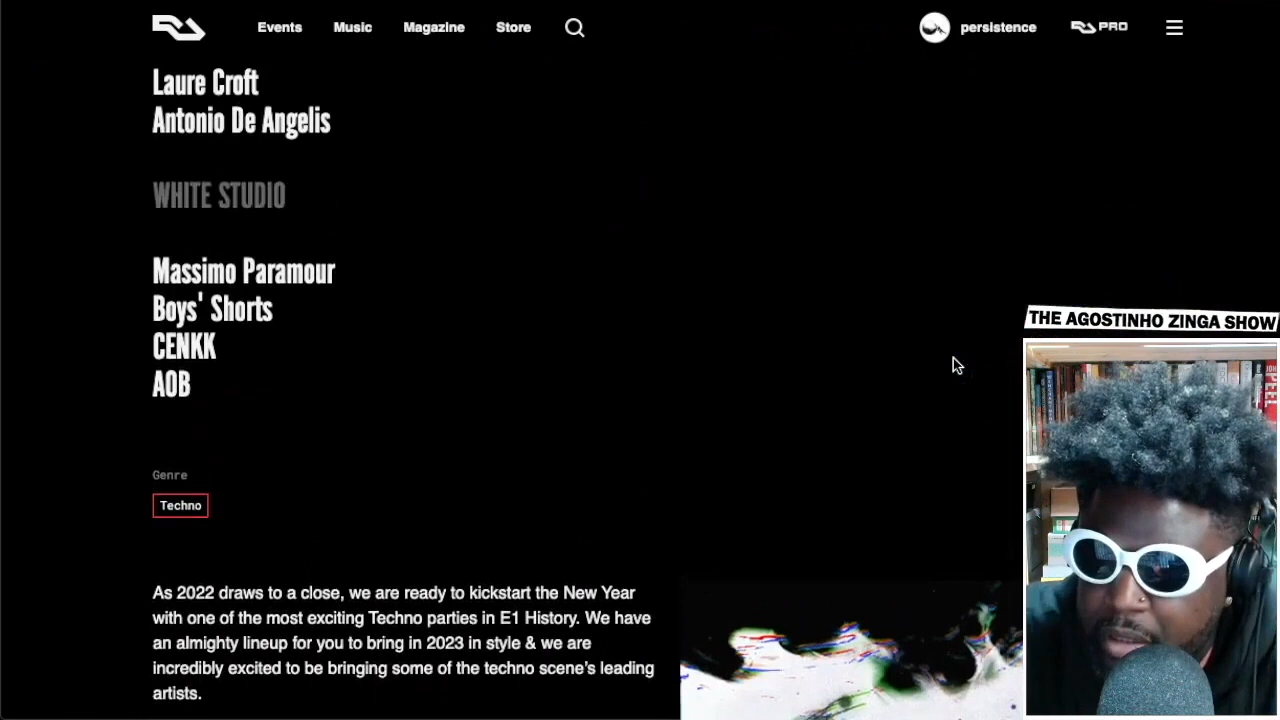 Events Music Magazine Store persistence PRO
Laure Croft
Antonio De Angelis
WHITE STUDIO
Massimo Paramour
Boys' Shorts
CENKK
AOB
Genre
Techno
As 2022 draws to a close, we are ready to kickstart the New Year
with one of the most exciting Techno parties in E1 History. We have
an almighty lineup for you to bring in 2023 in style & we are
incredibly excited to be bringing some of the techno scene's leading
artists.
THE AGOSTINHO ZINGA SHOW